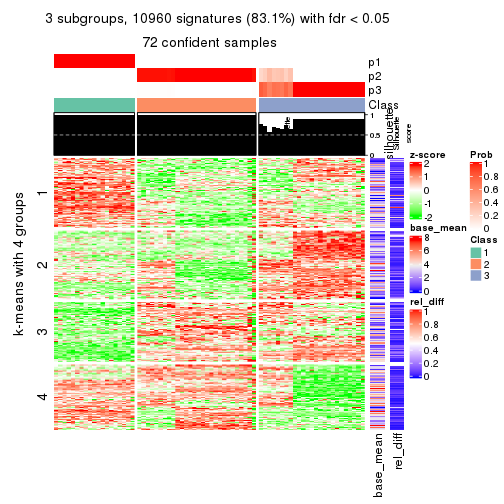 3 subgroups, 10960 signatures (83.1%) with fdr < 0.05
72 confident samples
p1
p2
p3
Class
1
0.5
0
silhouette
Silhouette
score
k-means with 4 groups
1
2
3
4
base_mean
rel_diff
z-score
2
1
0
-1
-2
base_mean
8
6
4
2
0
rel_diff
1
0.8
0.6
0.4
0.2
0
Prob
1
0.8
0.6
0.4
0.2
0
Class
1
2
3